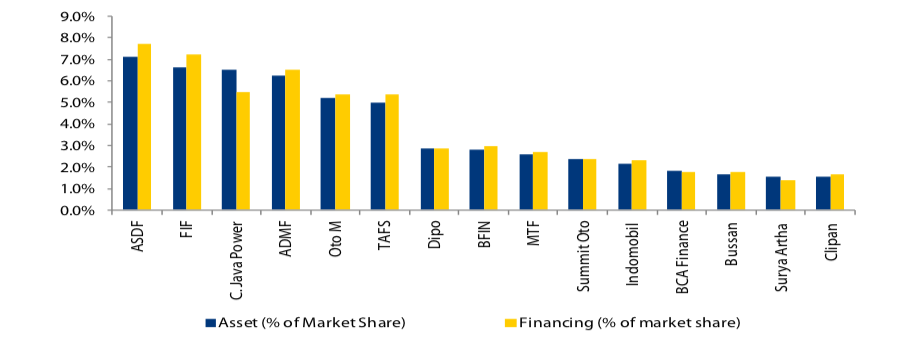 9.0%
8.0%
7.0%
6.0%
5.0%
4.0%
3.0%
2.0%
1.0%
0.0%
ASDF
FIF
C.Java Power
ADMF
Oto M
TAFS
Dipo
BFIN
MTF
Summit Oto
Indomobil
BCA Finance
Bussan
Surya Artha
Clipan
Asset (% of Market Share)
Financing (% of market share)